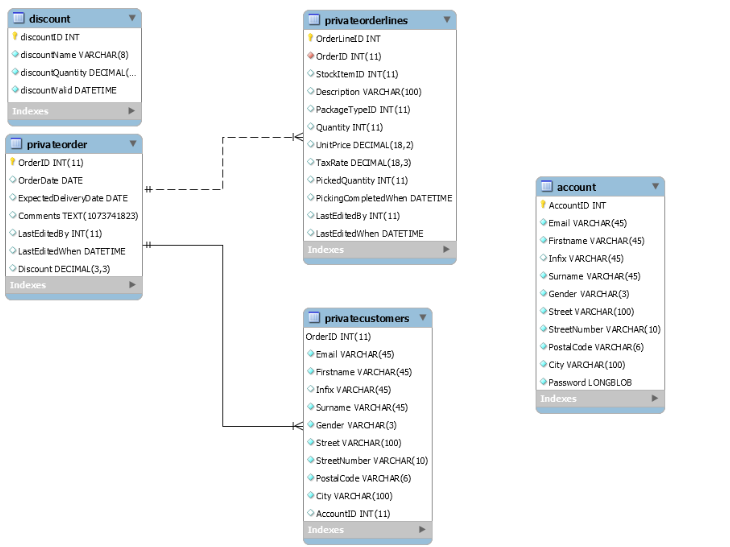 discount
discountID INT
discountName VARCHAR(8)
discountQuantity DECIMAL(...
discountValid DATETIME
Indexes
privateorder
OrderID INT(11)
OrderDate DATE
ExpectedDeliveryDate DATE
Comments TEXT(1073741823)
LastEditedBy INT(11)
LastEditedWhen DATETIME
Discount DECIMAL(3,3)
Indexes
privateorderlines
OrderLineID INT
OrderID INT(11)
StockItemID INT(11)
Description VARCHAR(100)
PackageTypeID INT(11)
Quantity INT(11)
UnitPrice DECIMAL(18,2)
TaxRate DECIMAL(18,3)
PickedQuantity INT(11)
PickingCompletedWhen DATETIME
LastEditedBy INT(11)
LastEditedWhen DATETIME
Indexes
privatecustomers
OrderID INT(11)
Email VARCHAR(45)
Firstname VARCHAR(45)
Infix VARCHAR(45)
Surname VARCHAR(45)
Gender VARCHAR(3)
Street VARCHAR(100)
StreetNumber VARCHAR(10)
PostalCode VARCHAR(6)
City VARCHAR(100)
AccountID INT(11)
Indexes
account
AccountID INT
Email VARCHAR(45)
Firstname VARCHAR(45)
Infix VARCHAR(45)
Surname VARCHAR(45)
Gender VARCHAR(3)
Street VARCHAR(100)
StreetNumber VARCHAR(10)
PostalCode VARCHAR(6)
City VARCHAR(100)
Password LONGBLOB
Indexes